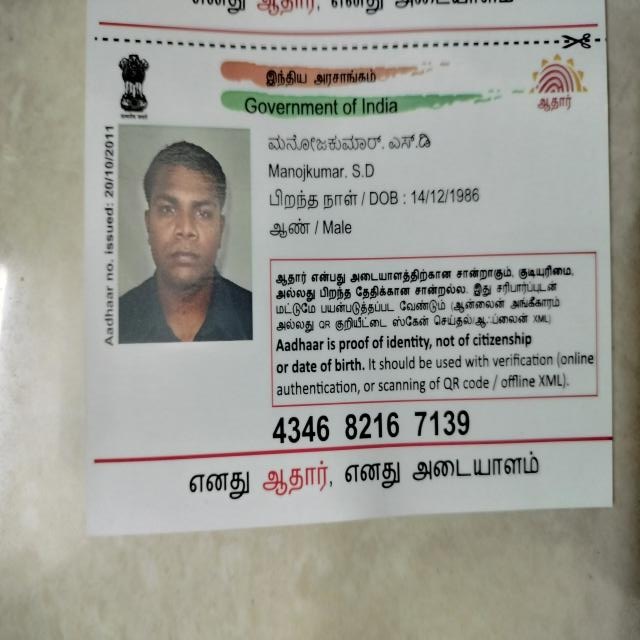 எனது ஆதார், எனது அடையாளம்
இந்திய அரசாங்கம்
Government of India
ஆதார்
Aadhaar no. issued: 20/10/2011
ಮನೋಜಕುಮಾರ್. ಎಸ್.ಡಿ
Manojkumar. S.D
பிறந்த நாள் / DOB : 14/12/1986
ஆண் / Male
ஆதார் என்பது அடையாளத்திற்கான சான்றாகும், குடியுரிமை,
அல்லது பிறந்த தேதிக்கான சான்றல்ல. இது சரிபார்ப்புடன்
மட்டுமே பயன்படுத்தப்பட வேண்டும் (ஆன்லைன் அங்கீகாரம்
அல்லது QR குறியீட்டை ஸ்கேன் செய்தல்/ஆஃப்லைன் XML)
Aadhaar is proof of identity, not of citizenship
or date of birth. It should be used with verification (online
authentication, or scanning of QR code / offline XML).
4346 8216 7139
எனது ஆதார், எனது அடையாளம்